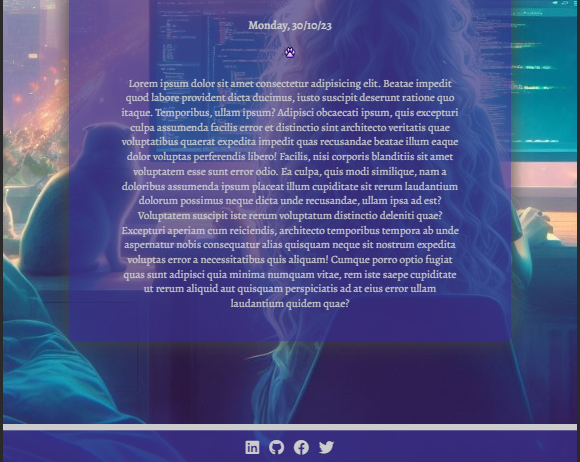 Monday, 30/10/23
Lorem ipsum dolor sit amet consectetur adipisicing elit. Beatae impedit
quod labore provident dicta ducimus, iusto suscipit deserunt ratione quo
itaque. Temporibus, ullam ipsum? Adipisci obcaecati ipsum, quis excepturi
culpa assumenda facilis error et distinctio sint architecto veritatis quae
voluptatibus quaerat expedita impedit quas recusandae beatae illum eaque
dolor voluptas perferendis libero! Facilis, nisi corporis blanditiis sit amet
voluptatem esse sunt error odio. Ea culpa, quis modi similique, nam a
doloribus assumenda ipsum placeat illum cupiditate sit rerum laudantium
dolorum possimus neque dicta unde recusandae, ullam ipsa ad est?
Voluptatem suscipit iste rerum voluptatum distinctio deleniti quae?
Excepturi aperiam cum reiciendis, architecto temporibus tempora ab unde
aspernatur nobis consequatur alias quisquam neque sit nostrum expedita
voluptas error a necessitatibus quis aliquam! Cumque porro optio fugiat
quas sunt adipisci quia minima numquam vitae, rem iste saepe cupiditate
ut rerum aliquid aut quisquam perspiciatis ad at eius error ullam
laudantium quidem quae?